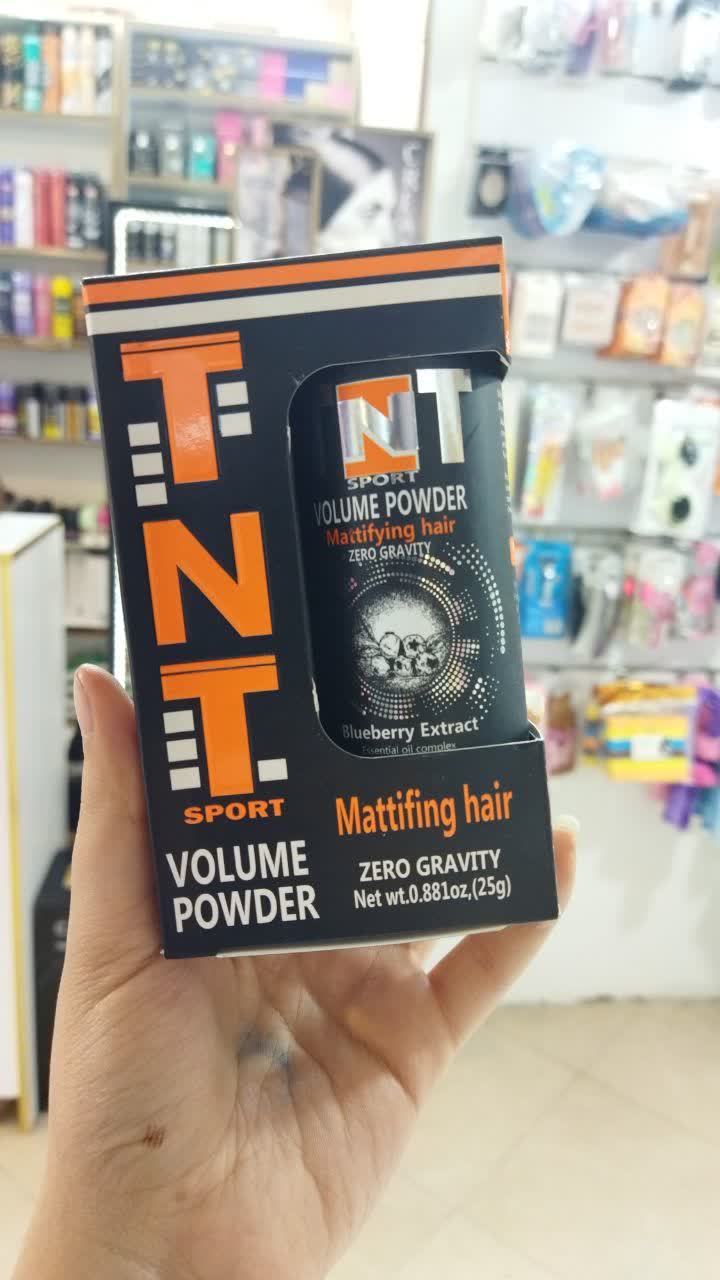 TNT
SPORT
VOLUME
POWDER
NT
SPORT
VOLUME POWDER
Mattifying hair
ZERO GRAVITY
Blueberry Extract
Essential oil complex
Mattifing hair
ZERO GRAVITY
Net wt.0.881oz,(25g)